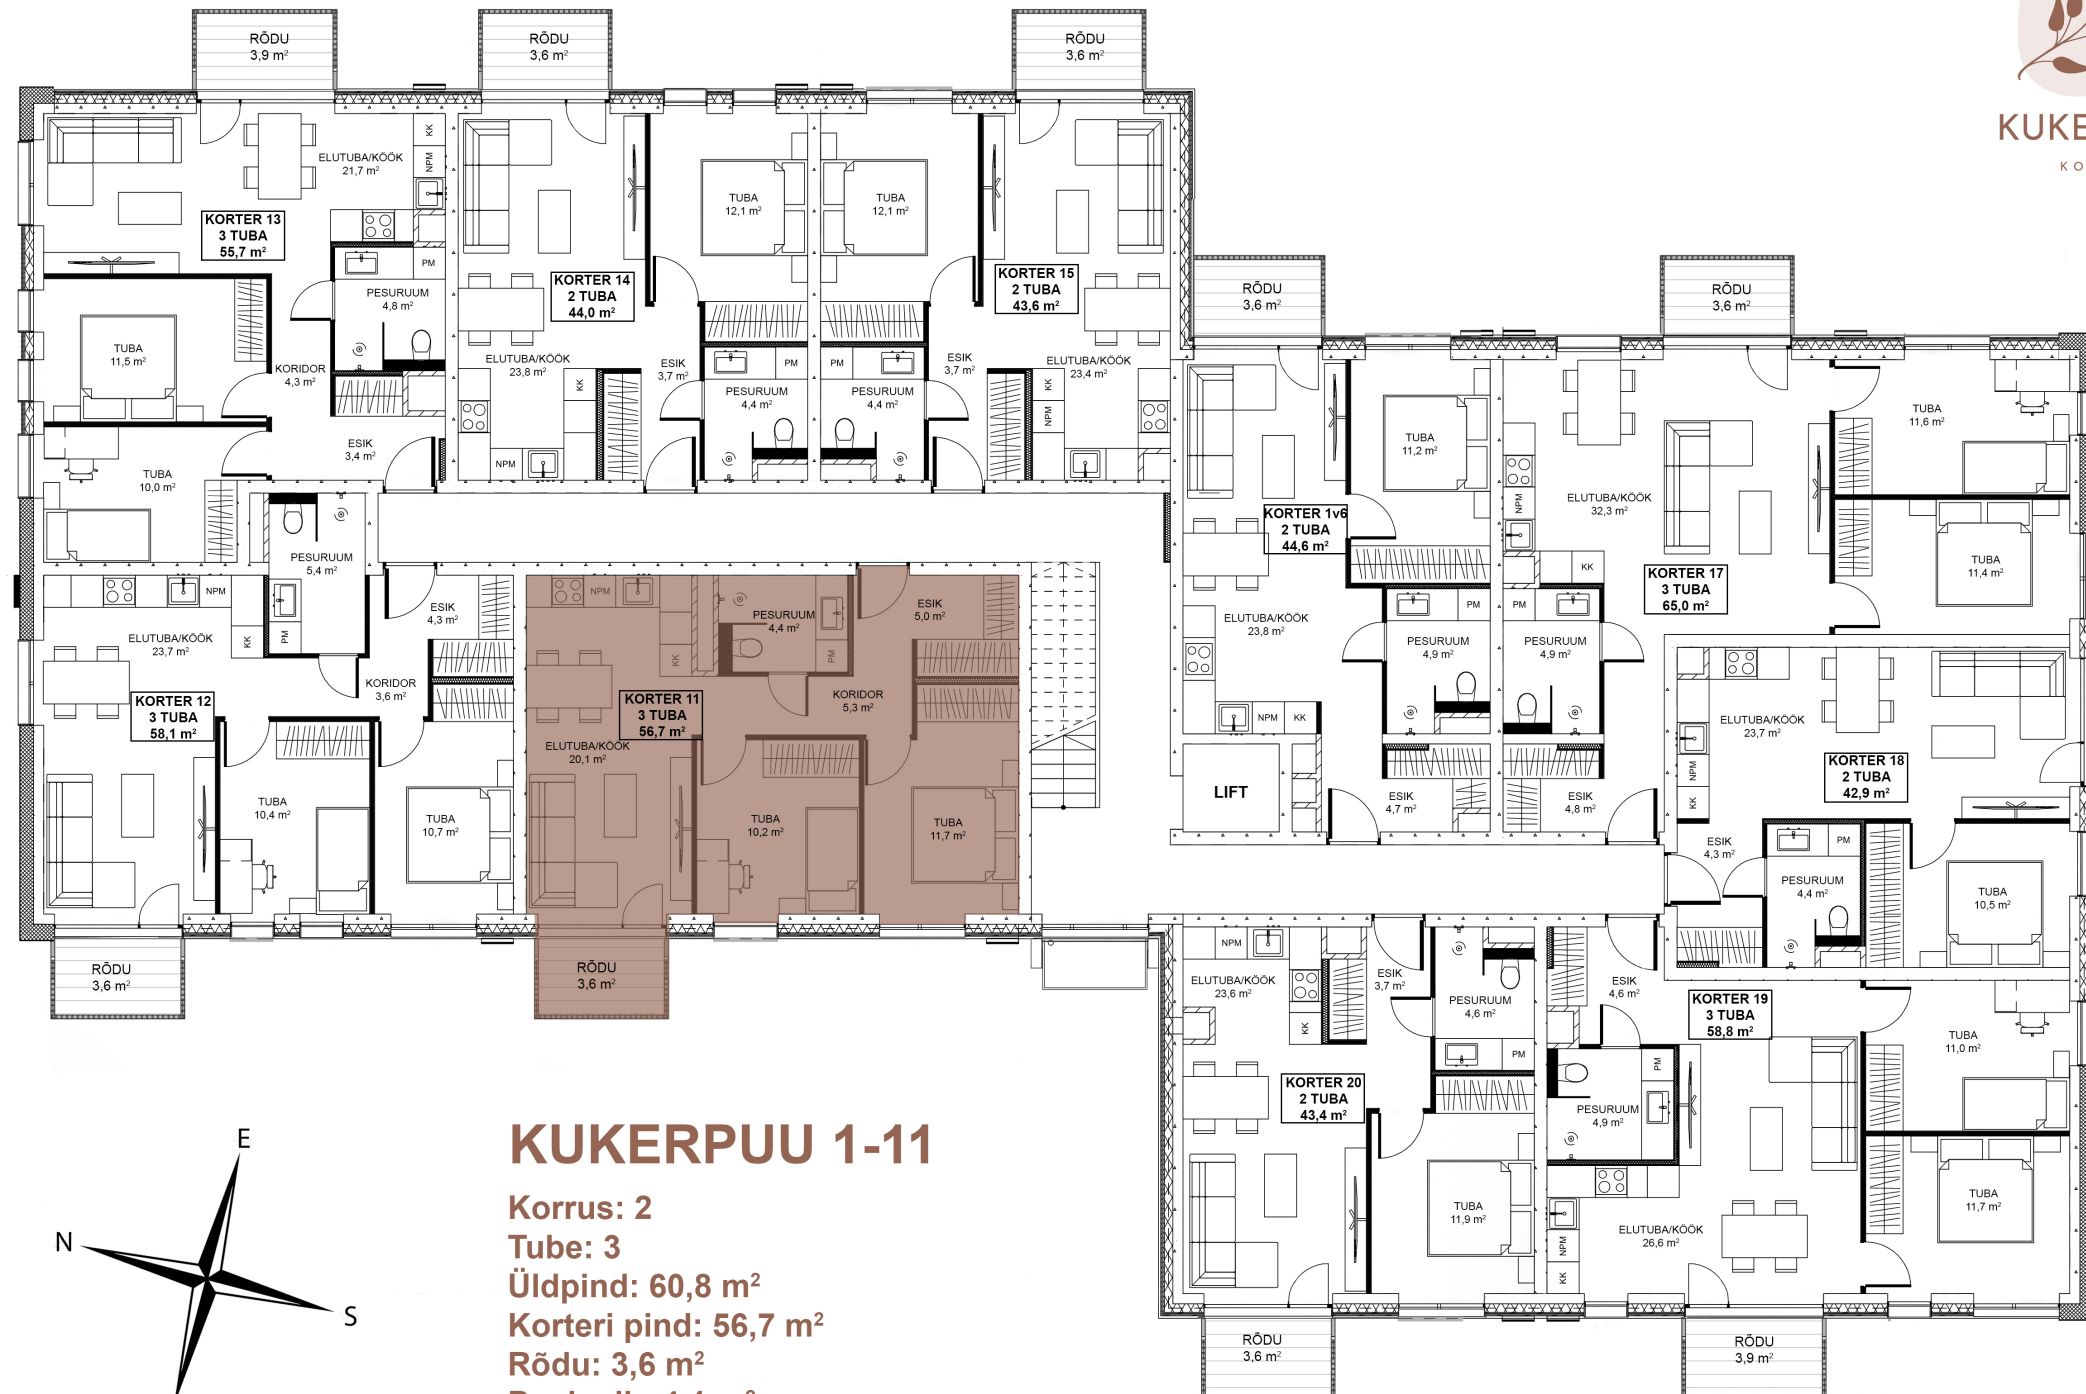 RÕDU
3,9 m²
RÕDU
3,6 m²
RÕDU
3,6 m²
KUKE
KO
ELUTUBA/KÖÖK
21,7 m²
KK
NPM
KORTER 13
3 TUBA
55,7 m²
PESURUUM
4,8 m²
PM
TUBA
11,5 m²
KORIDOR
4,3 m²
ESIK
3,4 m²
TUBA
10,0 m²
KORTER 14
2 TUBA
44,0 m²
ELUTUBA/KÖÖK
23,8 m²
KK
NPM
TUBA
12,1 m²
ESIK
3,7 m²
PM
PESURUUM
4,4 m²
TUBA
12,1 m²
KORTER 15
2 TUBA
43,6 m²
ESIK
3,7 m²
ELUTUBA/KÖÖK
23,4 m²
PM
PESURUUM
4,4 m²
KK
NPM
RÕDU
3,6 m²
RÕDU
3,6 m²
TUBA
11,2 m²
KORTER 1v6
2 TUBA
44,6 m²
ELUTUBA/KÖÖK
23,8 m²
PM
PESURUUM
4,9 m²
NPM
KK
LIFT
ESIK
4,7 m²
TUBA
11,6 m²
ELUTUBA/KÖÖK
32,3 m²
NPM
KK
KORTER 17
3 TUBA
65,0 m²
TUBA
11,4 m²
PM
PESURUUM
4,9 m²
ESIK
4,8 m²
PESURUUM
5,4 m²
PM
NPM
KK
ELUTUBA/KÖÖK
23,7 m²
ESIK
4,3 m²
KORIDOR
3,6 m²
KORTER 12
3 TUBA
58,1 m²
TUBA
10,4 m²
TUBA
10,7 m²
RÕDU
3,6 m²
NPM
KK
PESURUUM
4,4 m²
PM
ESIK
5,0 m²
KORTER 11
3 TUBA
56,7 m²
KORIDOR
5,3 m²
ELUTUBA/KÖÖK
20,1 m²
TUBA
10,2 m²
TUBA
11,7 m²
RÕDU
3,6 m²
ELUTUBA/KÖÖK
23,7 m²
NPM
KK
KORTER 18
2 TUBA
42,9 m²
ESIK
4,3 m²
PM
PESURUUM
4,4 m²
TUBA
10,5 m²
NPM
ELUTUBA/KÖÖK
23,6 m²
KK
ESIK
3,7 m²
PESURUUM
4,6 m²
PM
KORTER 20
2 TUBA
43,4 m²
TUBA
11,9 m²
RÕDU
3,6 m²
ESIK
4,6 m²
KORTER 19
3 TUBA
58,8 m²
PM
PESURUUM
4,9 m²
TUBA
11,0 m²
TUBA
11,7 m²
NPM
KK
ELUTUBA/KÖÖK
26,6 m²
RÕDU
3,9 m²
E
N
S
KUKERPUU 1-11
Korrus: 2
Tube: 3
Üldpind: 60,8 m²
Korteri pind: 56,7 m²
Rõdu: 3,6 m²